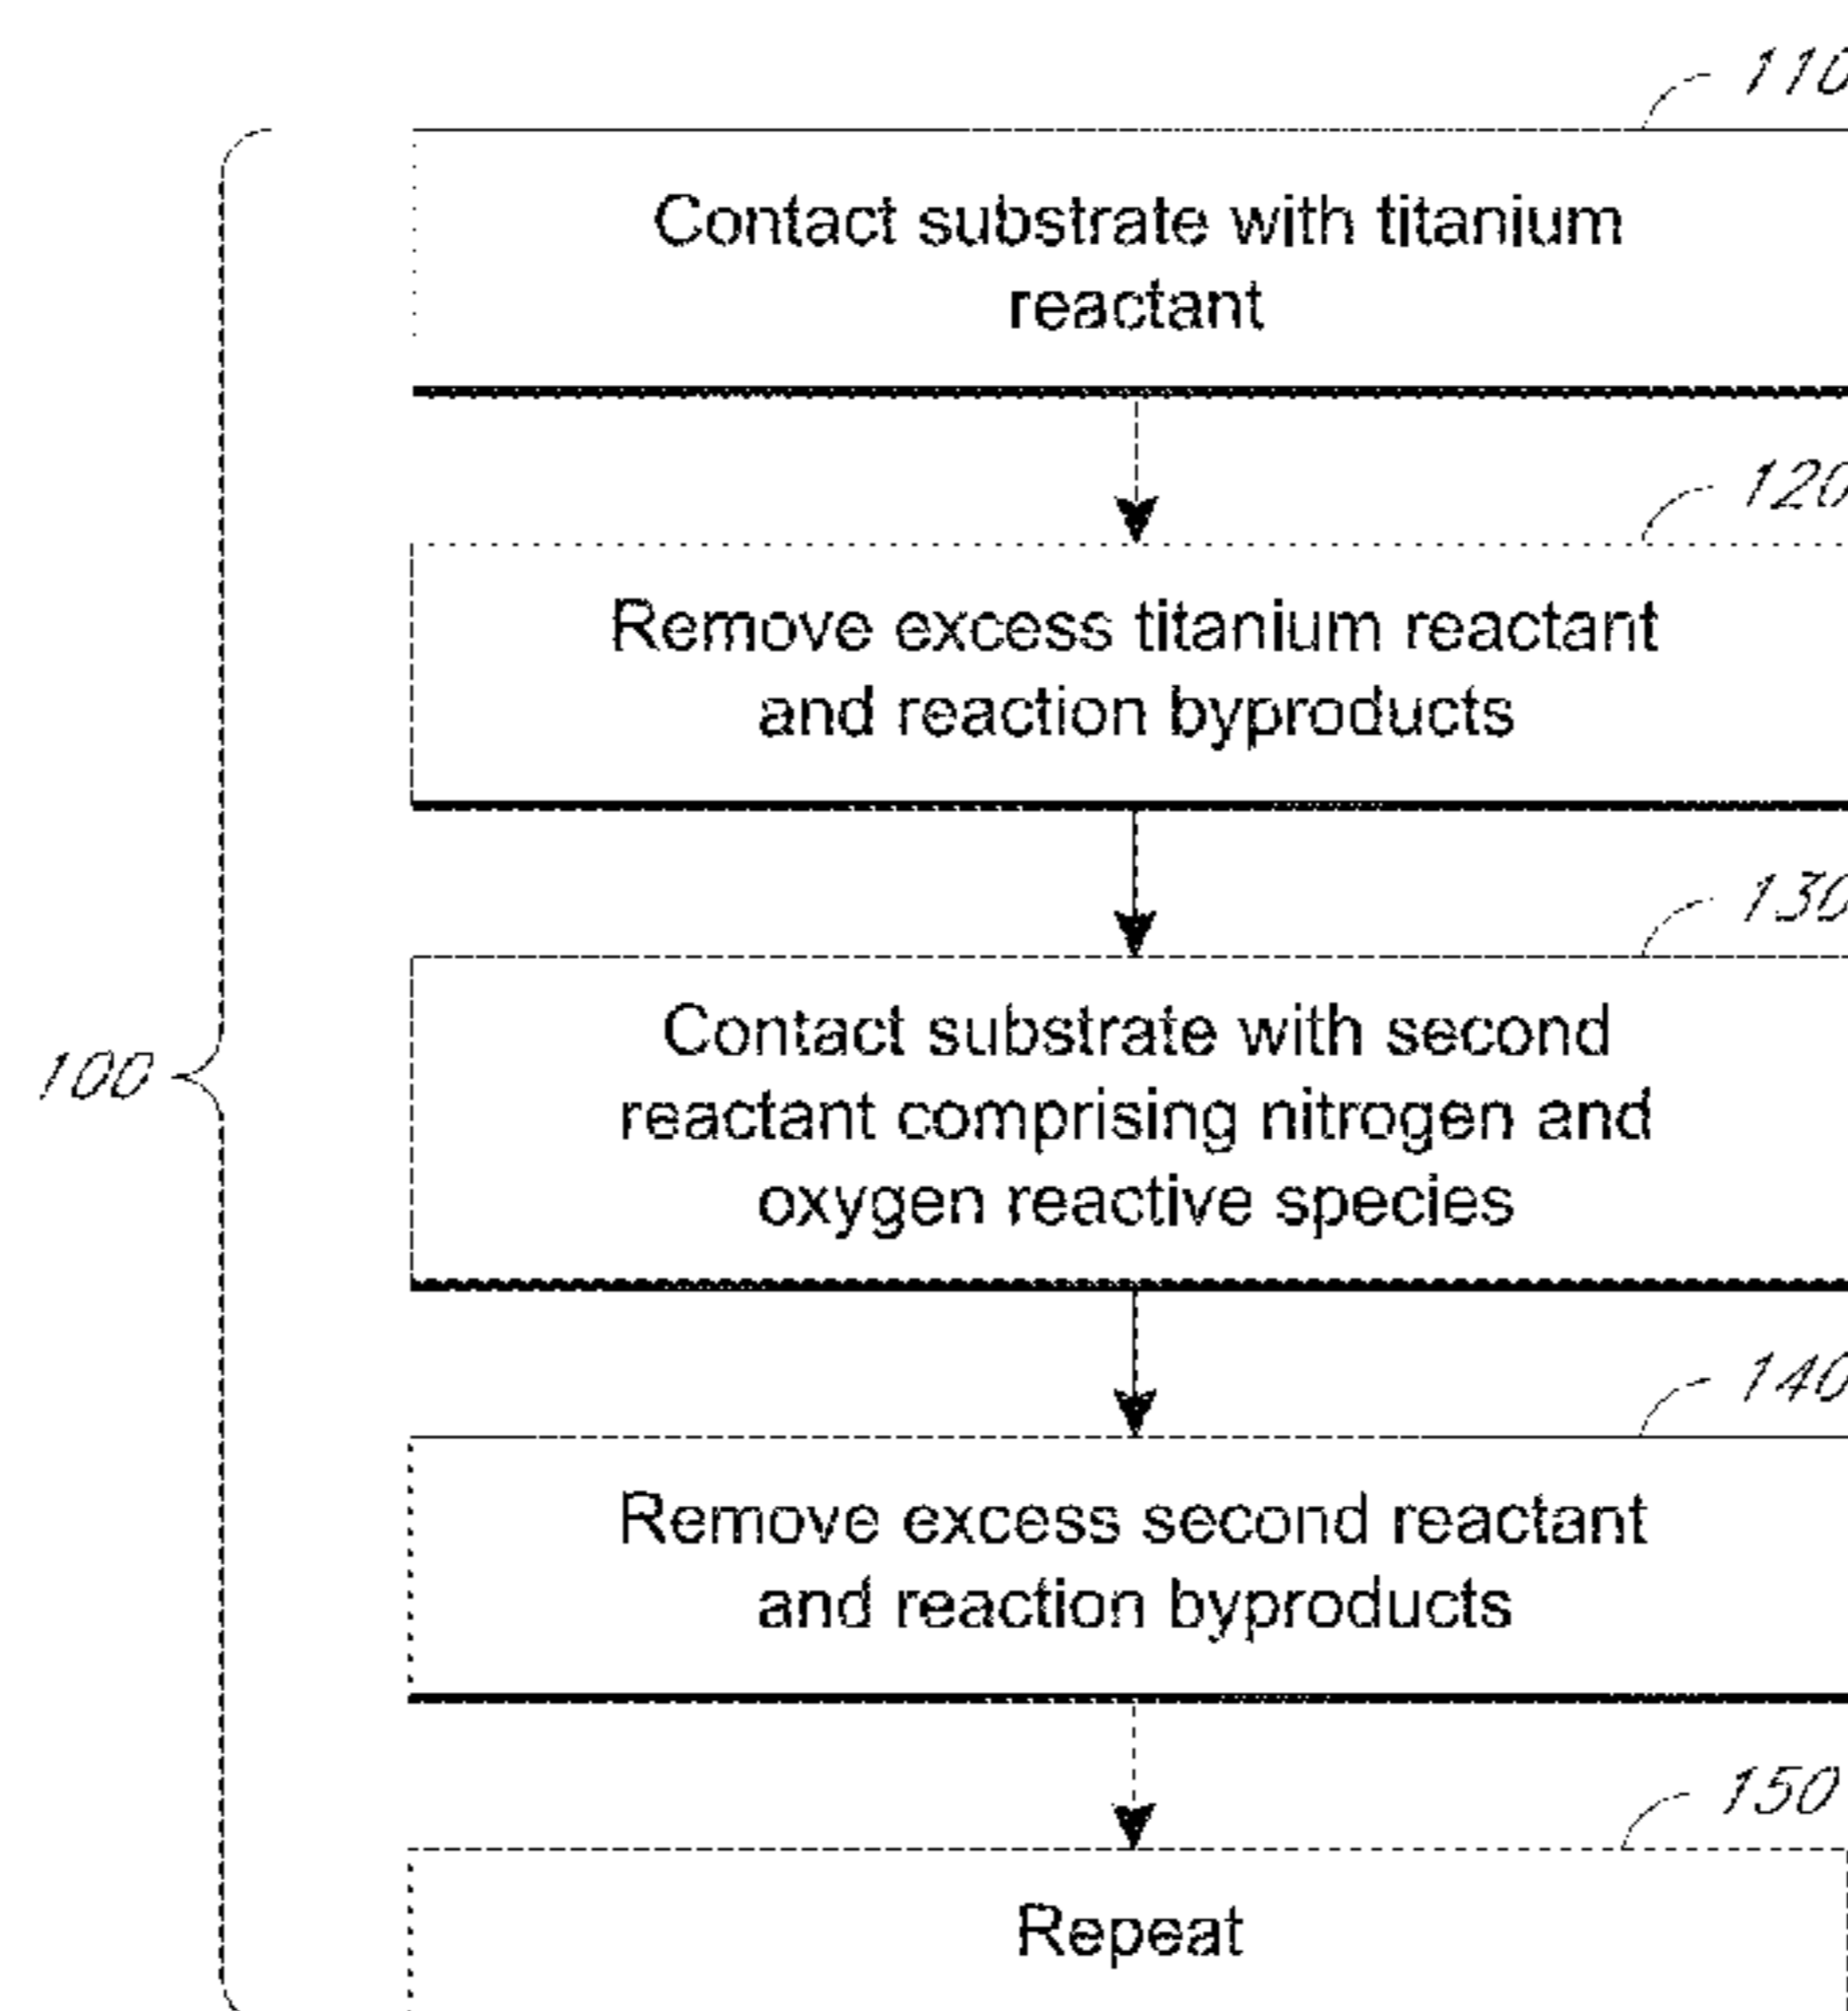 110
Contact substrate with titanium
reactant
120
Remove excess titanium reactant
and reaction byproducts
130
Contact substrate with second
reactant comprising nitrogen and
oxygen reactive species
100
140
Remove excess second reactant
and reaction byproducts
150
Repeat